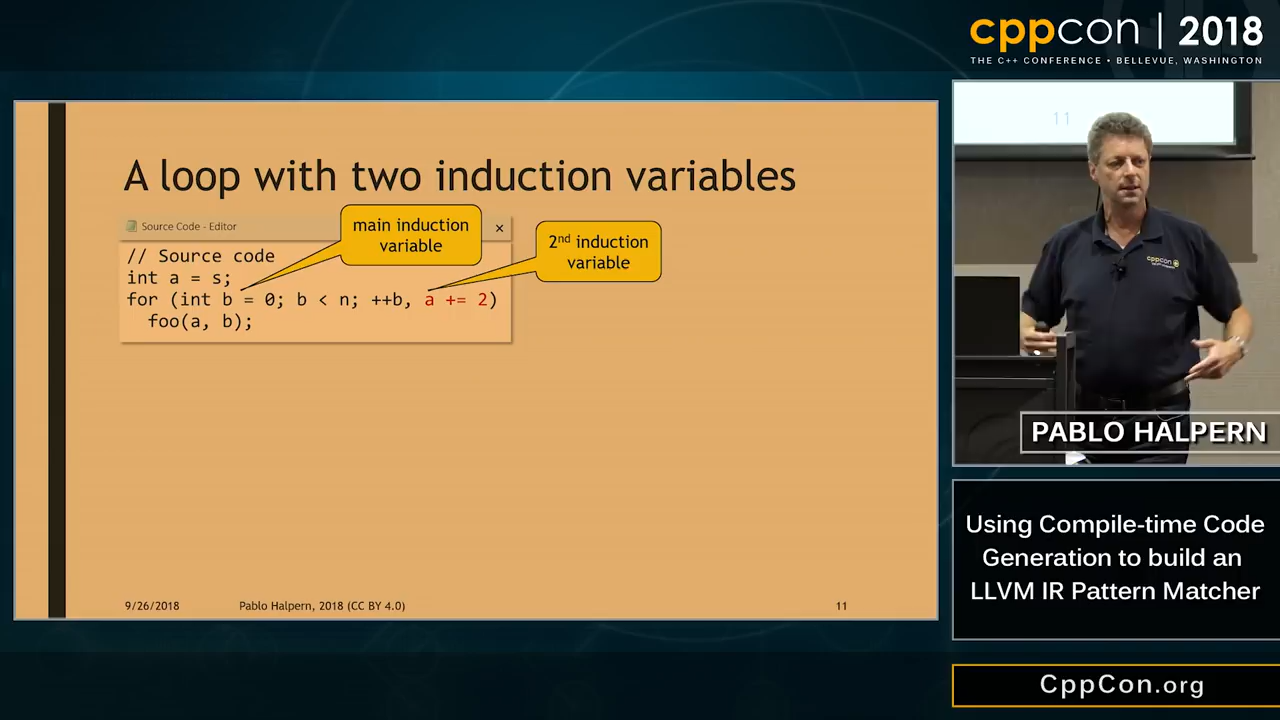 cppcon | 2018
THE C++ CONFERENCE • BELLEVUE, WASHINGTON
A loop with two induction variables
Source Code - Editor
×
main induction
variable
2nd induction
variable
// Source code
int a = s;
for (int b = 0; b < n; ++b, a += 2)
foo(a, b);
9/26/2018
Pablo Halpern, 2018 (CC BY 4.0)
11
11
cppcon
PABLO HALPERN
Using Compile-time Code
Generation to build an
LLVM IR Pattern Matcher
CppCon.org